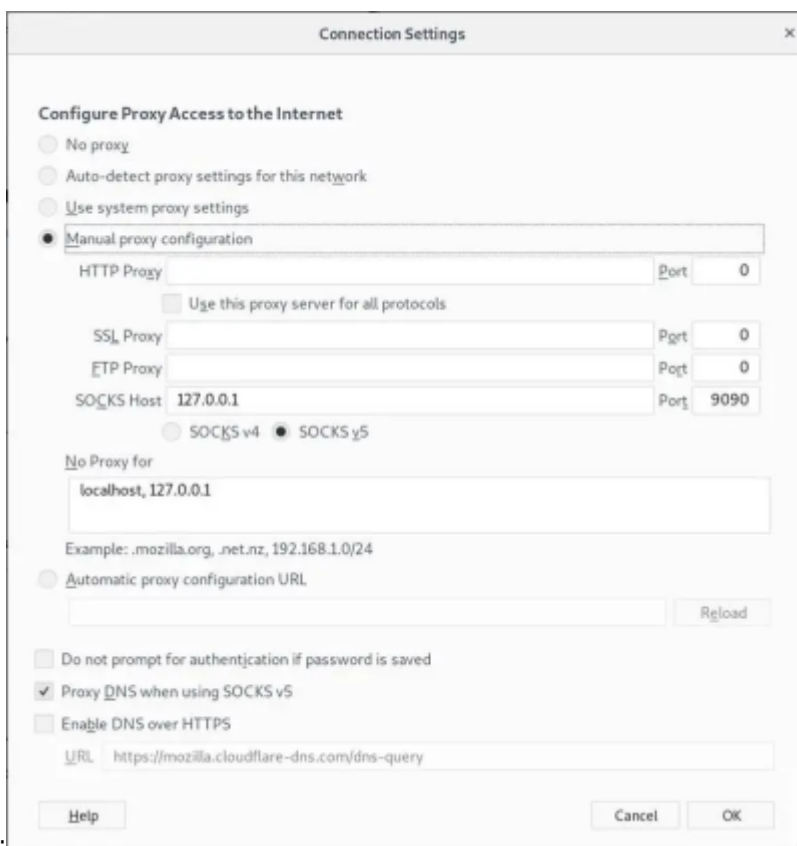 Connection Settings ×
Configure Proxy Access to the Internet
No proxy
Auto-detect proxy settings for this network
Use system proxy settings
Manual proxy configuration
HTTP Proxy Port 0
Use this proxy server for all protocols
SSL Proxy Port 0
FTP Proxy Port 0
SOCKS Host 127.0.0.1 Port 9090
SOCKS v4 SOCKS v5
No Proxy for
localhost, 127.0.0.1
Example: .mozilla.org, .net.nz, 192.168.1.0/24
Automatic proxy configuration URL
Reload
Do not prompt for authentication if password is saved
Proxy DNS when using SOCKS v5
Enable DNS over HTTPS
URL https://mozilla.cloudflare-dns.com/dns-query
Help Cancel OK